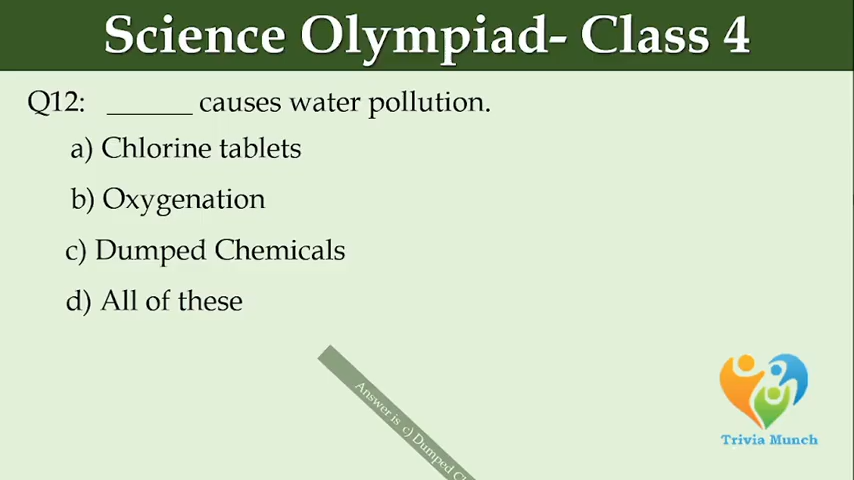 Science Olympiad- Class 4
Q12: ______ causes water pollution.
a) Chlorine tablets
b) Oxygenation
c) Dumped Chemicals
d) All of these
Answer is c) Dumped
Trivia Munch